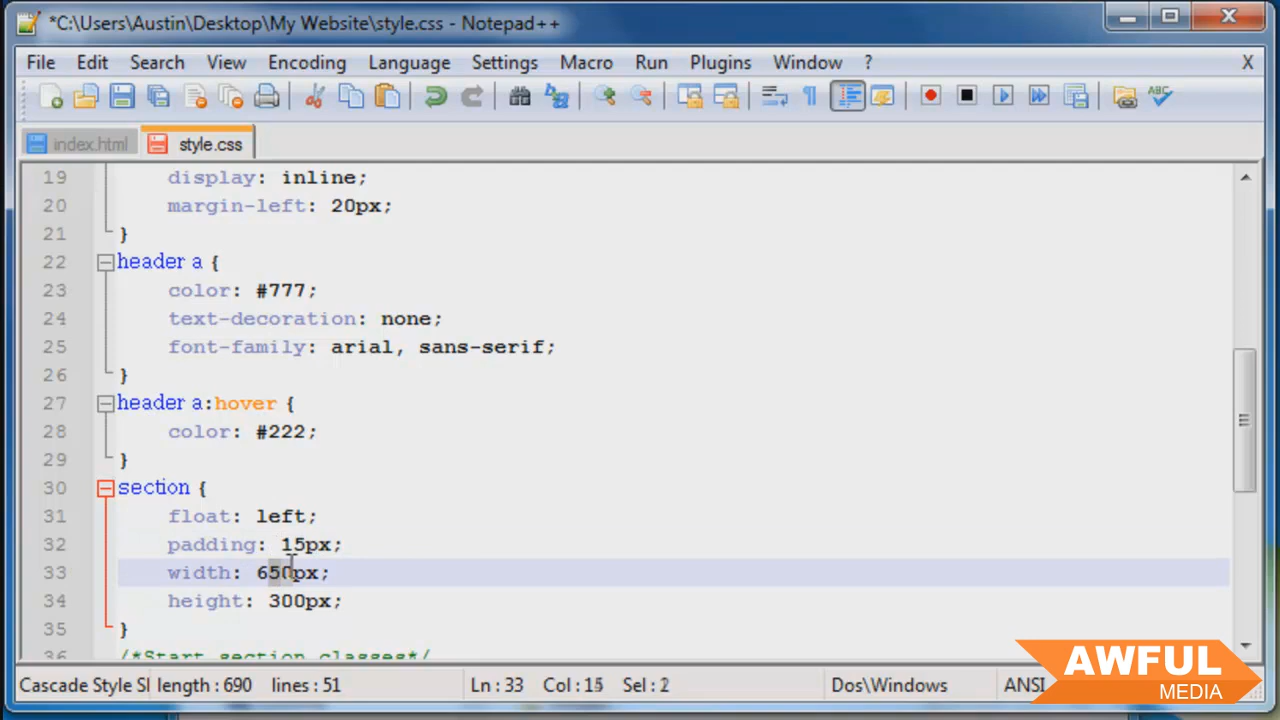 *C:\Users\Austin\Desktop\My Website\style.css - Notepad++
File Edit Search View Encoding Language Settings Macro Run Plugins Window ? X
index.html style.css
19 display: inline;
20 margin-left: 20px;
21 }
22 header a {
23 color: #777;
24 text-decoration: none;
25 font-family: arial, sans-serif;
26 }
27 header a:hover {
28 color: #222;
29 }
30 section {
31 float: left;
32 padding: 15px;
33 width: 650px;
34 height: 300px;
35 }
36 /*Start section classes*/
AWFUL
MEDIA
Cascade Style Sl length : 690 lines : 51 Ln : 33 Col : 15 Sel : 2 Dos\Windows ANSI